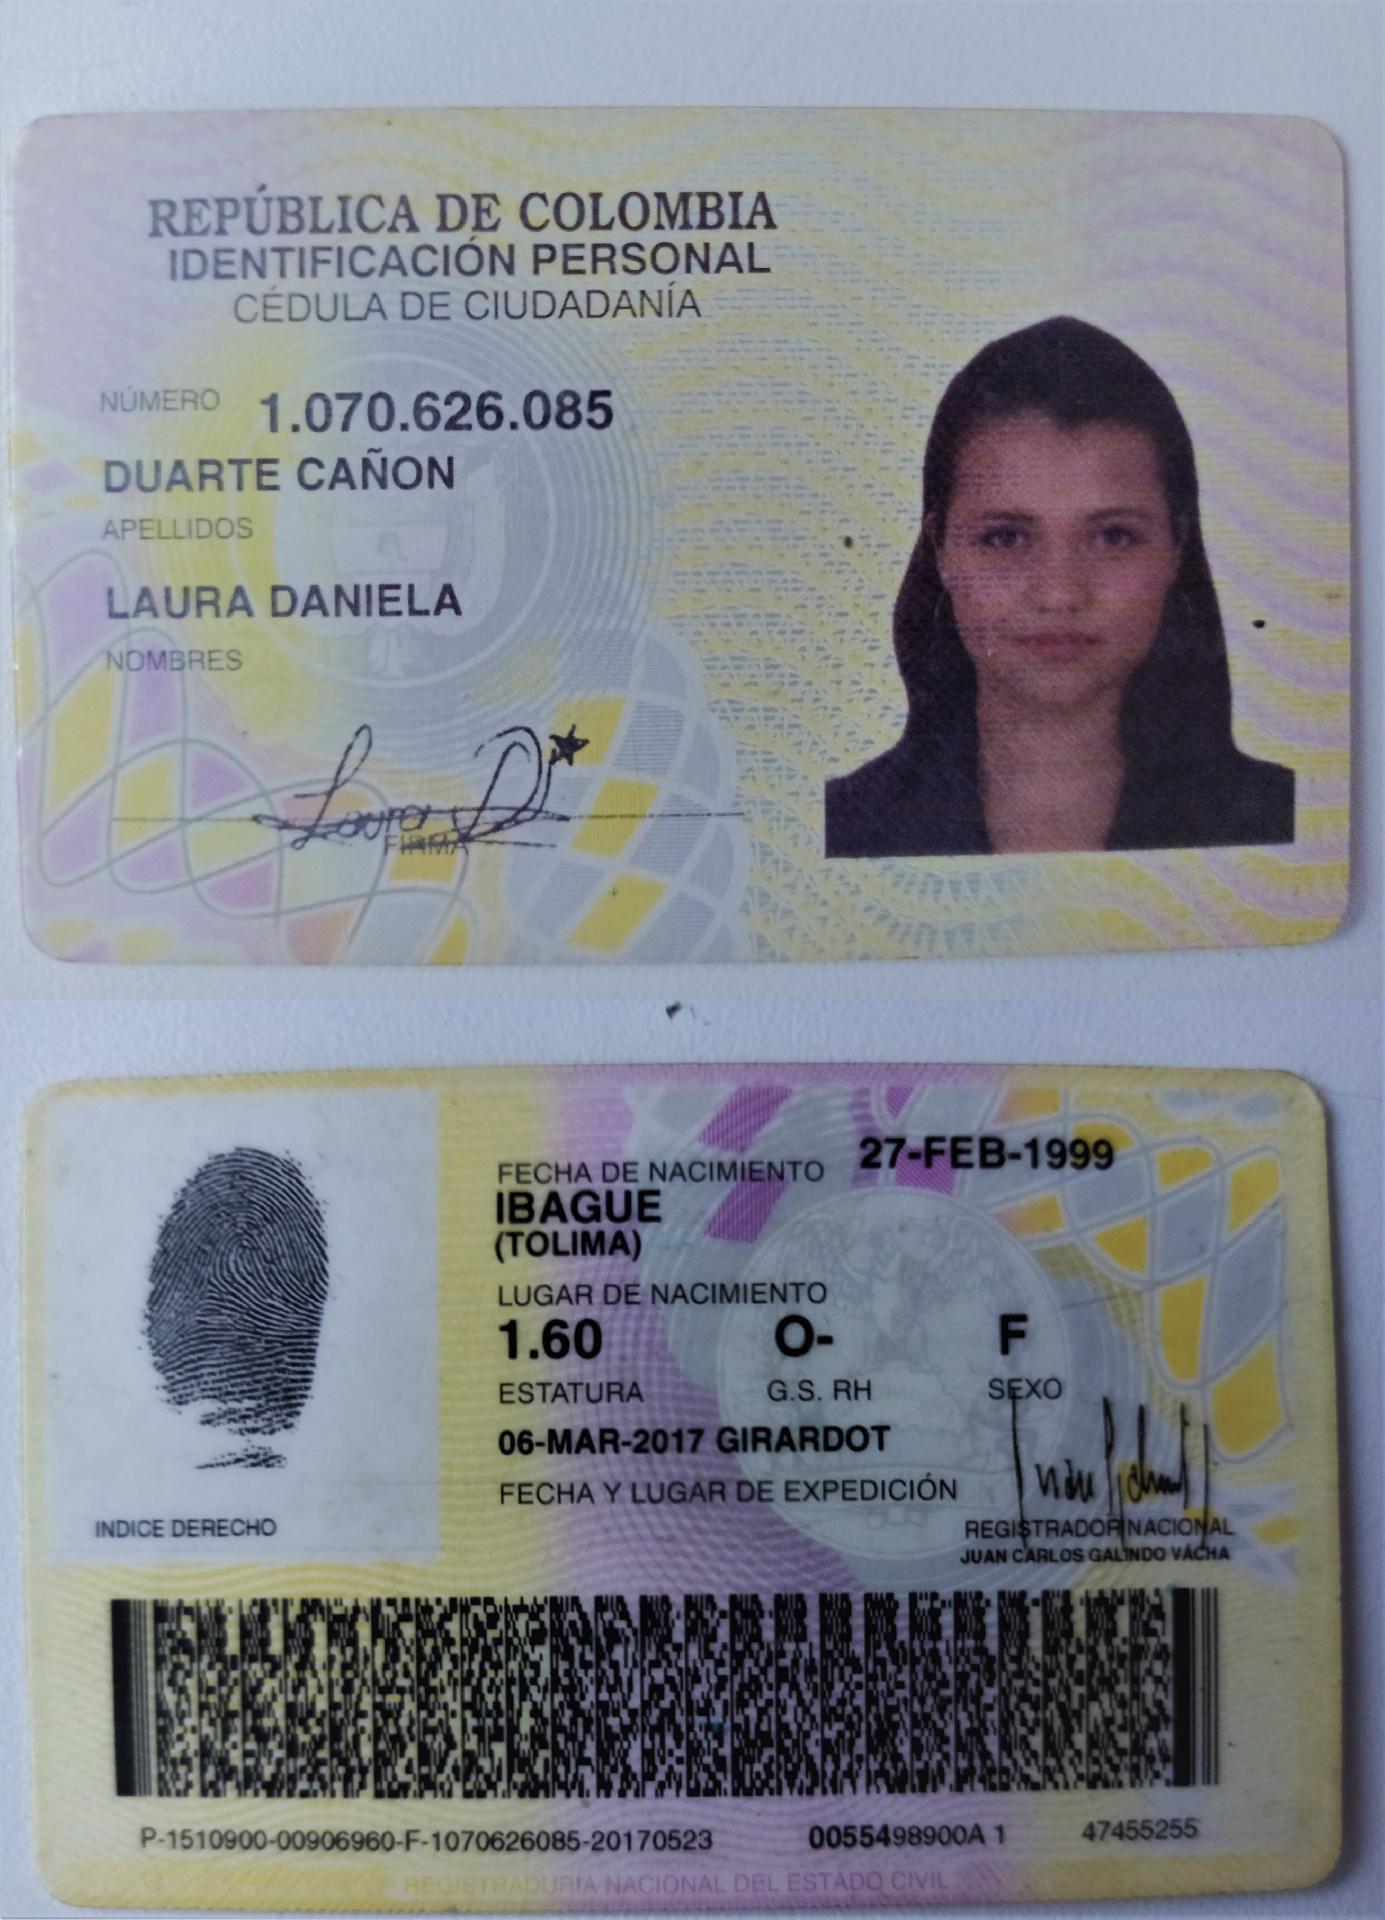 REPÚBLICA DE COLOMBIA
IDENTIFICACIÓN PERSONAL
CÉDULA DE CIUDADANÍA
NÚMERO 1.070.626.085
DUARTE CAÑON
APELLIDOS
LAURA DANIELA
NOMBRES
Laura D
FIRMA
FECHA DE NACIMIENTO 27-FEB-1999
IBAGUE
(TOLIMA)
LUGAR DE NACIMIENTO
1.60 O- F
ESTATURA G.S. RH SEXO
06-MAR-2017 GIRARDOT
FECHA Y LUGAR DE EXPEDICIÓN
INDICE DERECHO
REGISTRADOR NACIONAL
JUAN CARLOS GALINDO VÁCHA
P-1510900-00906960-F-1070626085-20170523 0055498900A 1 47455255
REGISTRADURIA NACIONAL DEL ESTADO CIVIL